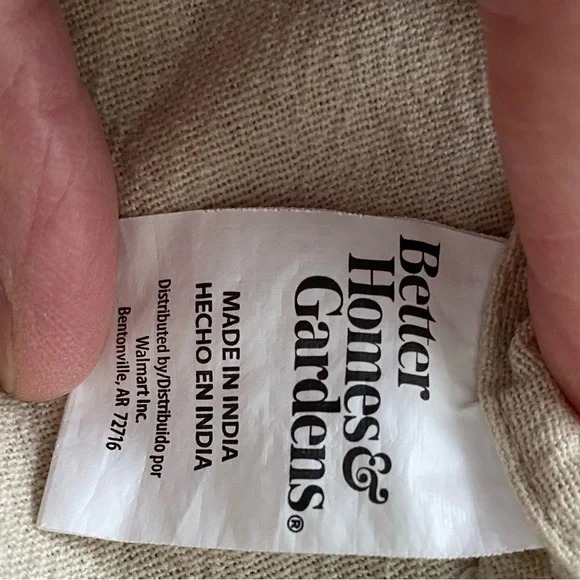 Better
Homes&
Gardens®
MADE IN INDIA
HECHO EN INDIA
Distributed by/Distribuido por
Walmart Inc.
Bentonville, AR 72716